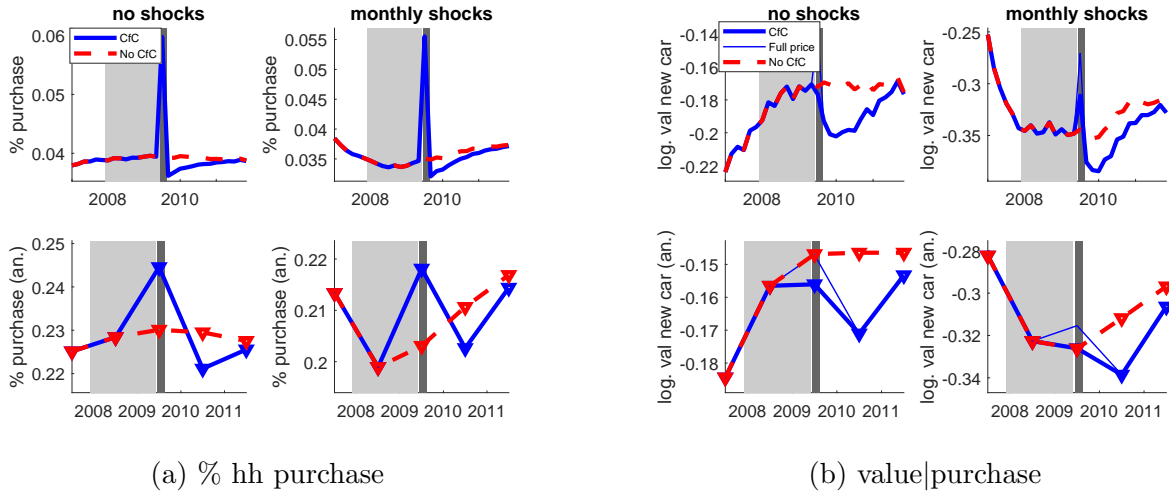 no shocks
monthly shocks
% purchase
0.06
0.05
0.04
CfC
No CfC
2008
2010
% purchase
0.055
0.05
0.045
0.04
0.035
2008
2010
% purchase (an.)
0.25
0.24
0.23
0.22
2008
2009
2010
2011
% purchase (an.)
0.22
0.21
0.2
2008
2009
2010
2011
(a) % hh purchase
no shocks
monthly shocks
log. val new car
-0.14
-0.16
-0.18
-0.2
-0.22
CfC
Full price
No CfC
2008
2010
log. val new car
-0.25
-0.3
-0.35
2008
2010
log. val new car (an.)
-0.15
-0.16
-0.17
-0.18
2008
2009
2010
2011
log. val new car (an.)
-0.28
-0.3
-0.32
-0.34
2008
2009
2010
2011
(b) value|purchase